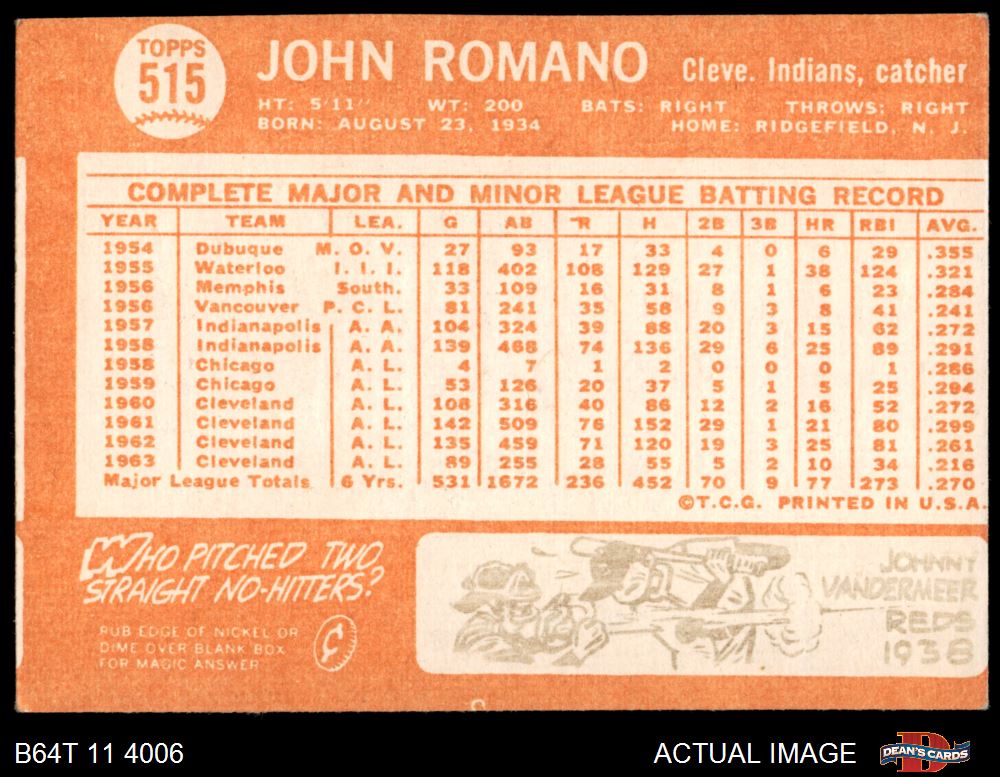 TOPPS
515
JOHN ROMANO Cleve. Indians, catcher
HT: 5'11" WT: 200 BATS: RIGHT THROWS: RIGHT
BORN: AUGUST 23, 1934 HOME: RIDGEFIELD, N. J.
COMPLETE MAJOR AND MINOR LEAGUE BATTING RECORD
YEAR TEAM LEA. G AB R H 2B 3B HR RBI AVG.
1954 Dubuque M. O. V. 27 93 17 33 4 0 6 29 .355
1955 Waterloo I. I. I. 118 402 108 129 27 1 38 124 .321
1956 Memphis South. 33 109 16 31 8 1 6 23 .284
1956 Vancouver P. C. L. 81 241 35 58 9 3 8 41 .241
1957 Indianapolis A. A. 104 324 39 88 20 3 15 62 .272
1958 Indianapolis A. A. 139 468 74 136 29 6 25 89 .291
1958 Chicago A. L. 4 7 1 2 0 0 0 1 .286
1959 Chicago A. L. 53 126 20 37 5 1 5 25 .294
1960 Cleveland A. L. 108 316 40 86 12 2 16 52 .272
1961 Cleveland A. L. 142 509 76 152 29 1 21 80 .299
1962 Cleveland A. L. 135 459 71 120 19 3 25 81 .261
1963 Cleveland A. L. 89 255 28 55 5 2 10 34 .216
Major League Totals 6 Yrs. 531 1672 236 452 70 9 77 273 .270
©T.C.G. PRINTED IN U.S.A.
WHO PITCHED TWO
STRAIGHT NO-HITTERS?
RUB EDGE OF NICKEL OR
DIME OVER BLANK BOX
FOR MAGIC ANSWER
¢
JOHNNY
VANDERMEER
REDS
1938
B64T 11 4006 ACTUAL IMAGE DEAN'S CARDS